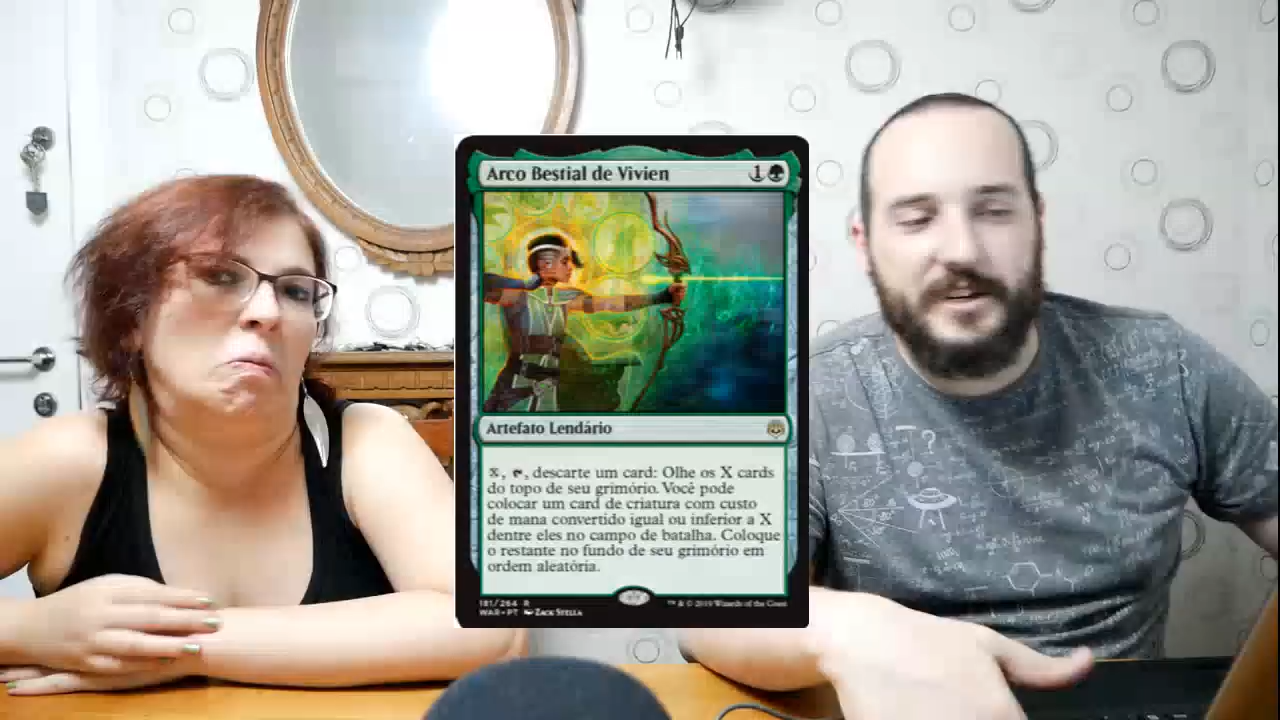 Arco Bestial de Vivien 1
Artefato Lendário
X, descarte um card: Olhe os X cards
do topo de seu grimório. Você pode
colocar um card de criatura com custo
de mana convertido igual ou inferior a X
dentre eles no campo de batalha. Coloque
o restante no fundo de seu grimório em
ordem aleatória.
181/264 R
WAR • PT Zack Stella
™ & © 2019 Wizards of the Coast